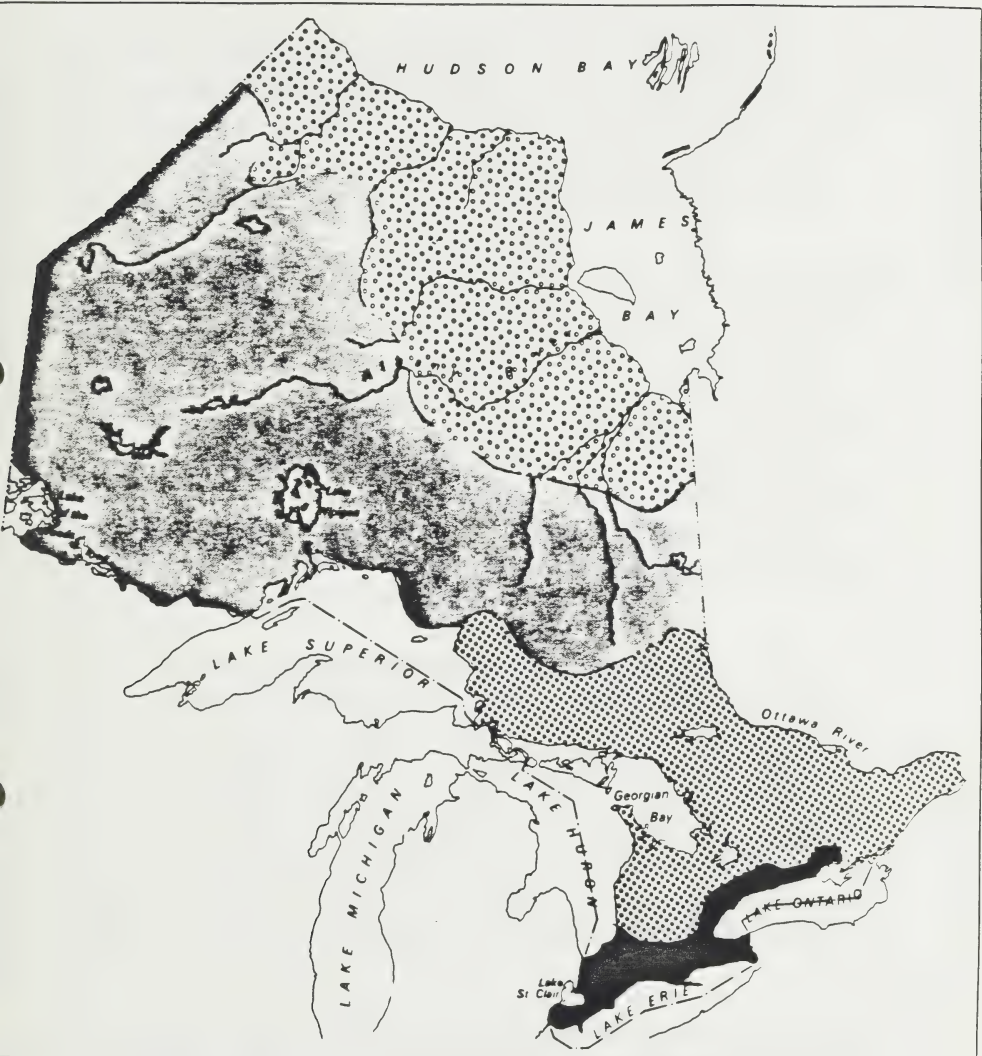 HUDSON BAY
JAMES
BAY
Lake
LAKE SUPERIOR
Ottawa River
Georgian
Bay
LAKE HURON
LAKE MICHIGAN
LAKE ONTARIO
Lake
St Clair
LAKE ERIE